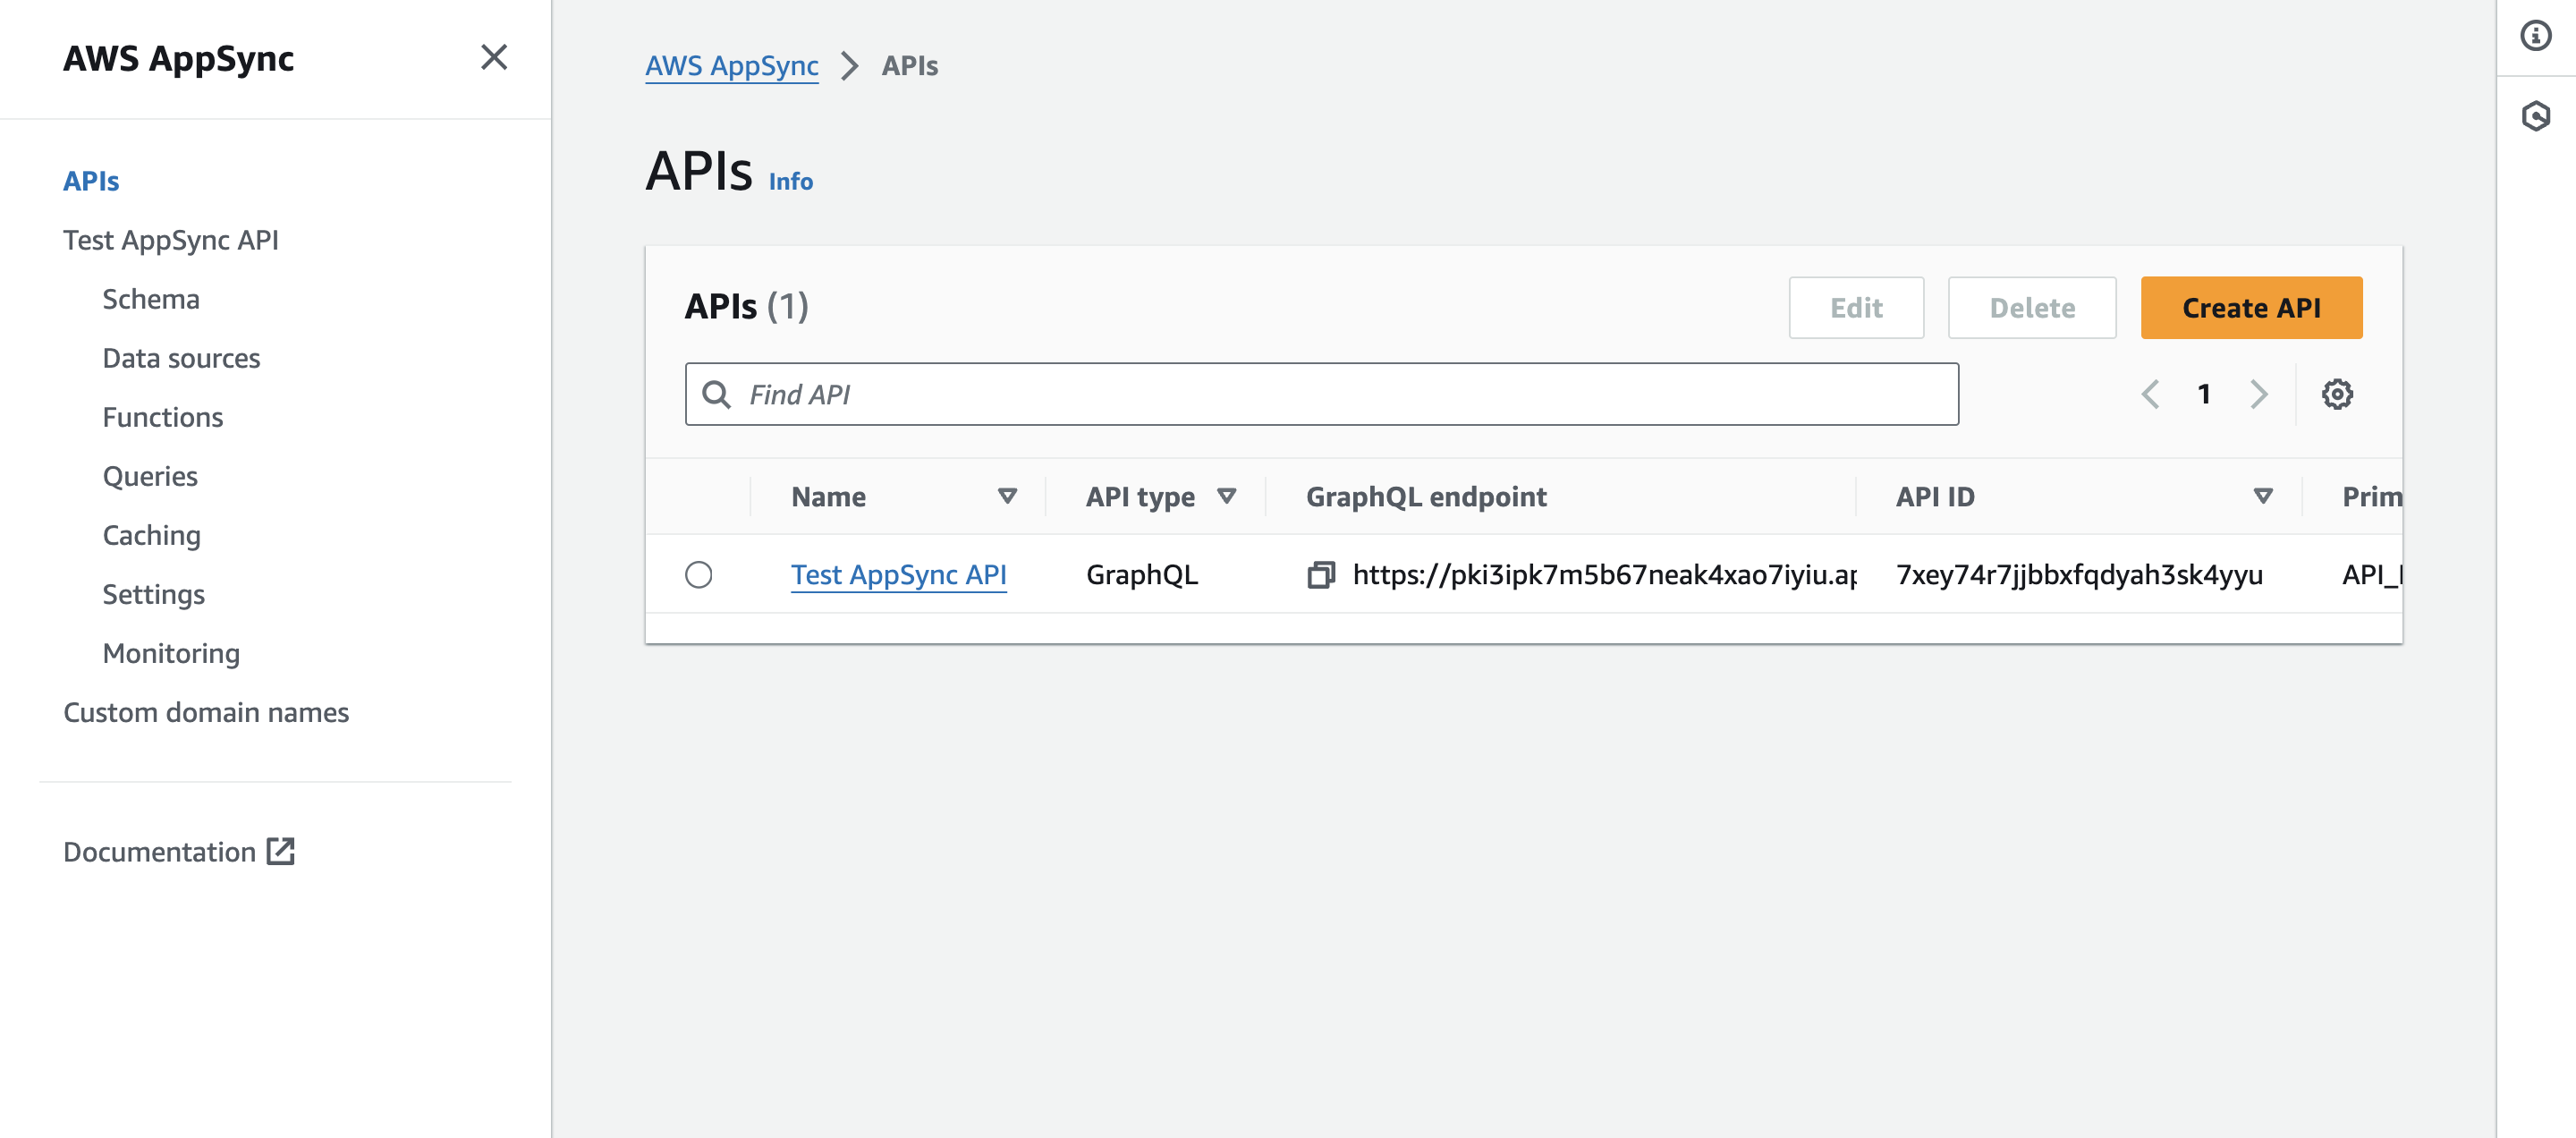 AWS AppSync
APIs
Test AppSync API
Schema
Data sources
Functions
Queries
Caching
Settings
Monitoring
Custom domain names
Documentation
AWS AppSync > APIs
APIs Info
APIs (1)
Edit Delete Create API
Find API
1
Name API type GraphQL endpoint API ID Prim
Test AppSync API GraphQL https://pki3ipk7m5b67neak4xao7iyiu.ap 7xey74r7jjbbxfqdyah3sk4yyu API_